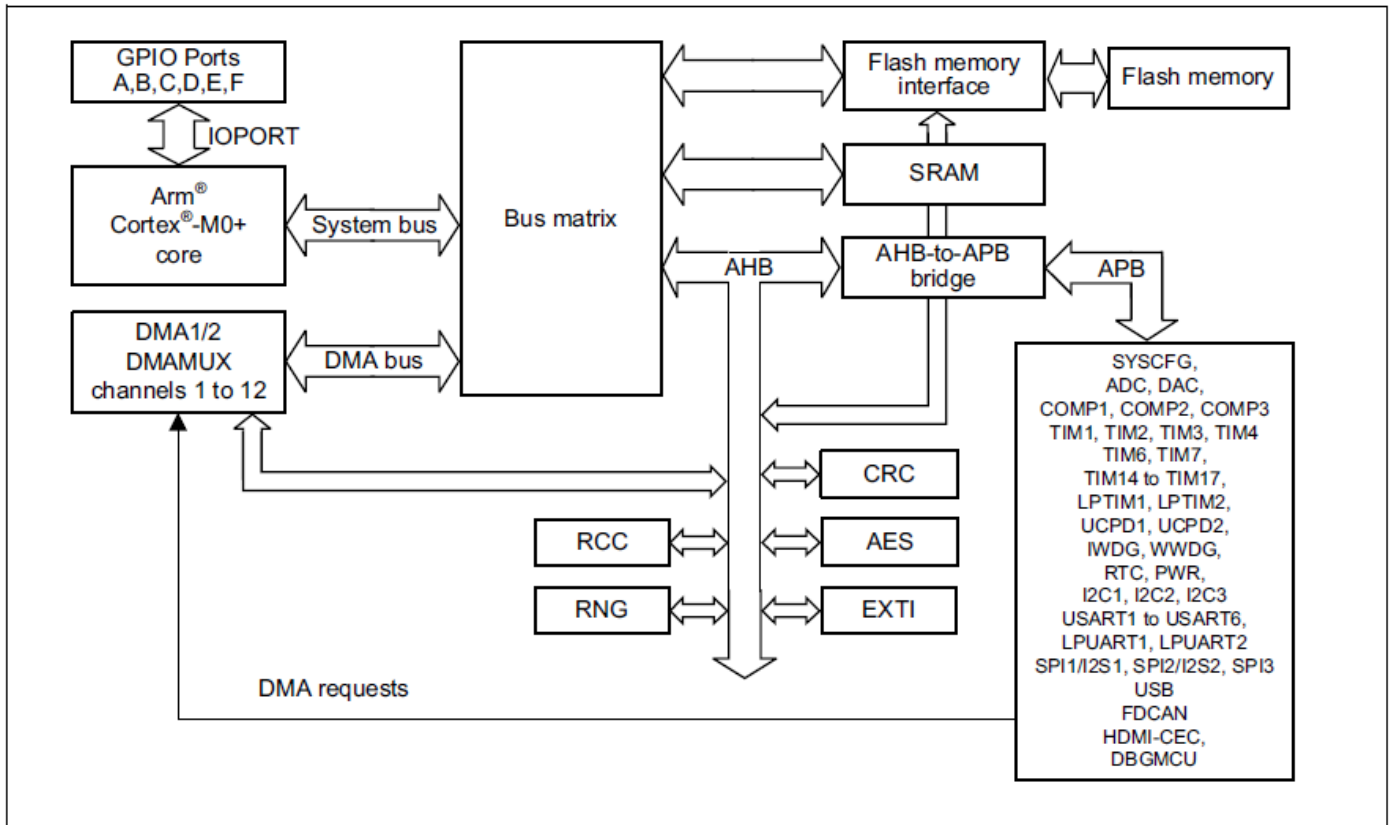 GPIO Ports
A,B,C,D,E,F
IOPORT
Arm®
Cortex®-M0+
core
System bus
DMA1/2
DMAMUX
channels 1 to 12
DMA bus
Bus matrix
Flash memory
interface
Flash memory
SRAM
AHB
AHB-to-APB
bridge
APB
CRC
RCC
AES
RNG
EXTI
DMA requests
SYSCFG,
ADC, DAC,
COMP1, COMP2, COMP3
TIM1, TIM2, TIM3, TIM4
TIM6, TIM7,
TIM14 to TIM17,
LPTIM1, LPTIM2,
UCPD1, UCPD2,
IWDG, WWDG,
RTC, PWR,
I2C1, I2C2, I2C3
USART1 to USART6,
LPUART1, LPUART2
SPI1/I2S1, SPI2/I2S2, SPI3
USB
FDCAN
HDMI-CEC,
DBGMCU